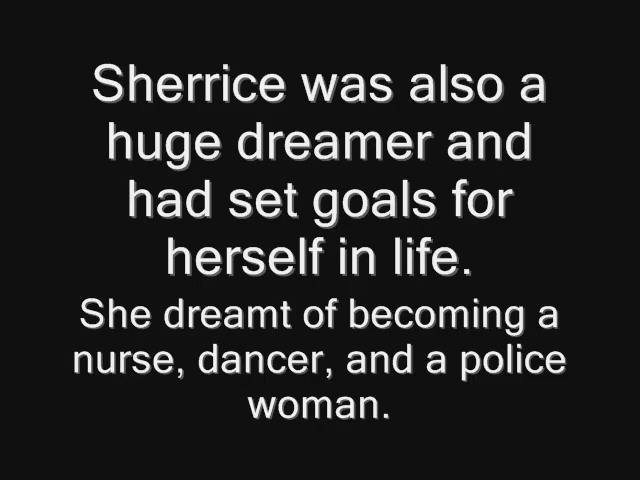 Sherrice was also a
huge dreamer and
had set goals for
herself in life.
She dreamt of becoming a
nurse, dancer, and a police
woman.